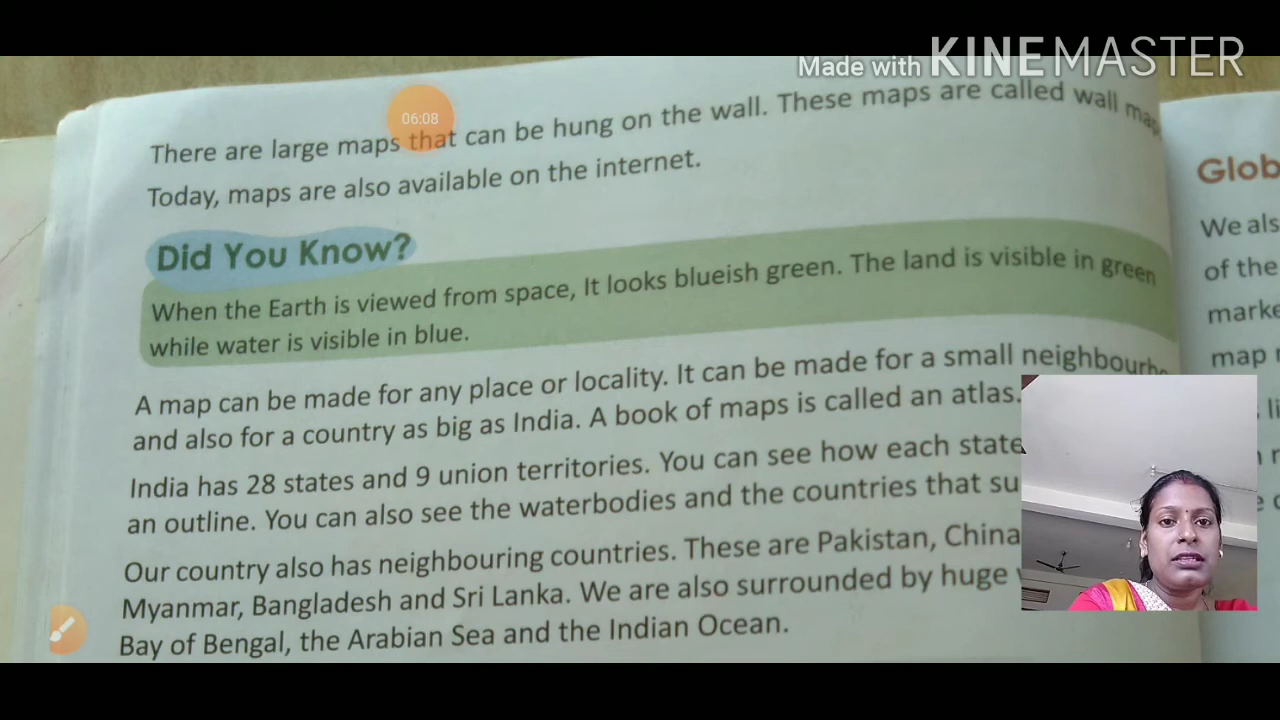 Made with KINEMASTER
06:08
There are large maps that can be hung on the wall. These maps are called wall
Today, maps are also available on the internet.
Did You Know?
When the Earth is viewed from space, It looks blueish green. The land is visible in green
while water is visible in blue.
A map can be made for any place or locality. It can be made for a small
and also for a country as big as India. A book of maps is called an atlas.
India has 28 states and 9 union territories. You can see how each state
an outline. You can also see the waterbodies and the countries that
Our country also has neighbouring countries. These are Pakistan, China
Myanmar, Bangladesh and Sri Lanka. We are also surrounded by huge
Bay of Bengal, the Arabian Sea and the Indian Ocean.
We
of the
map